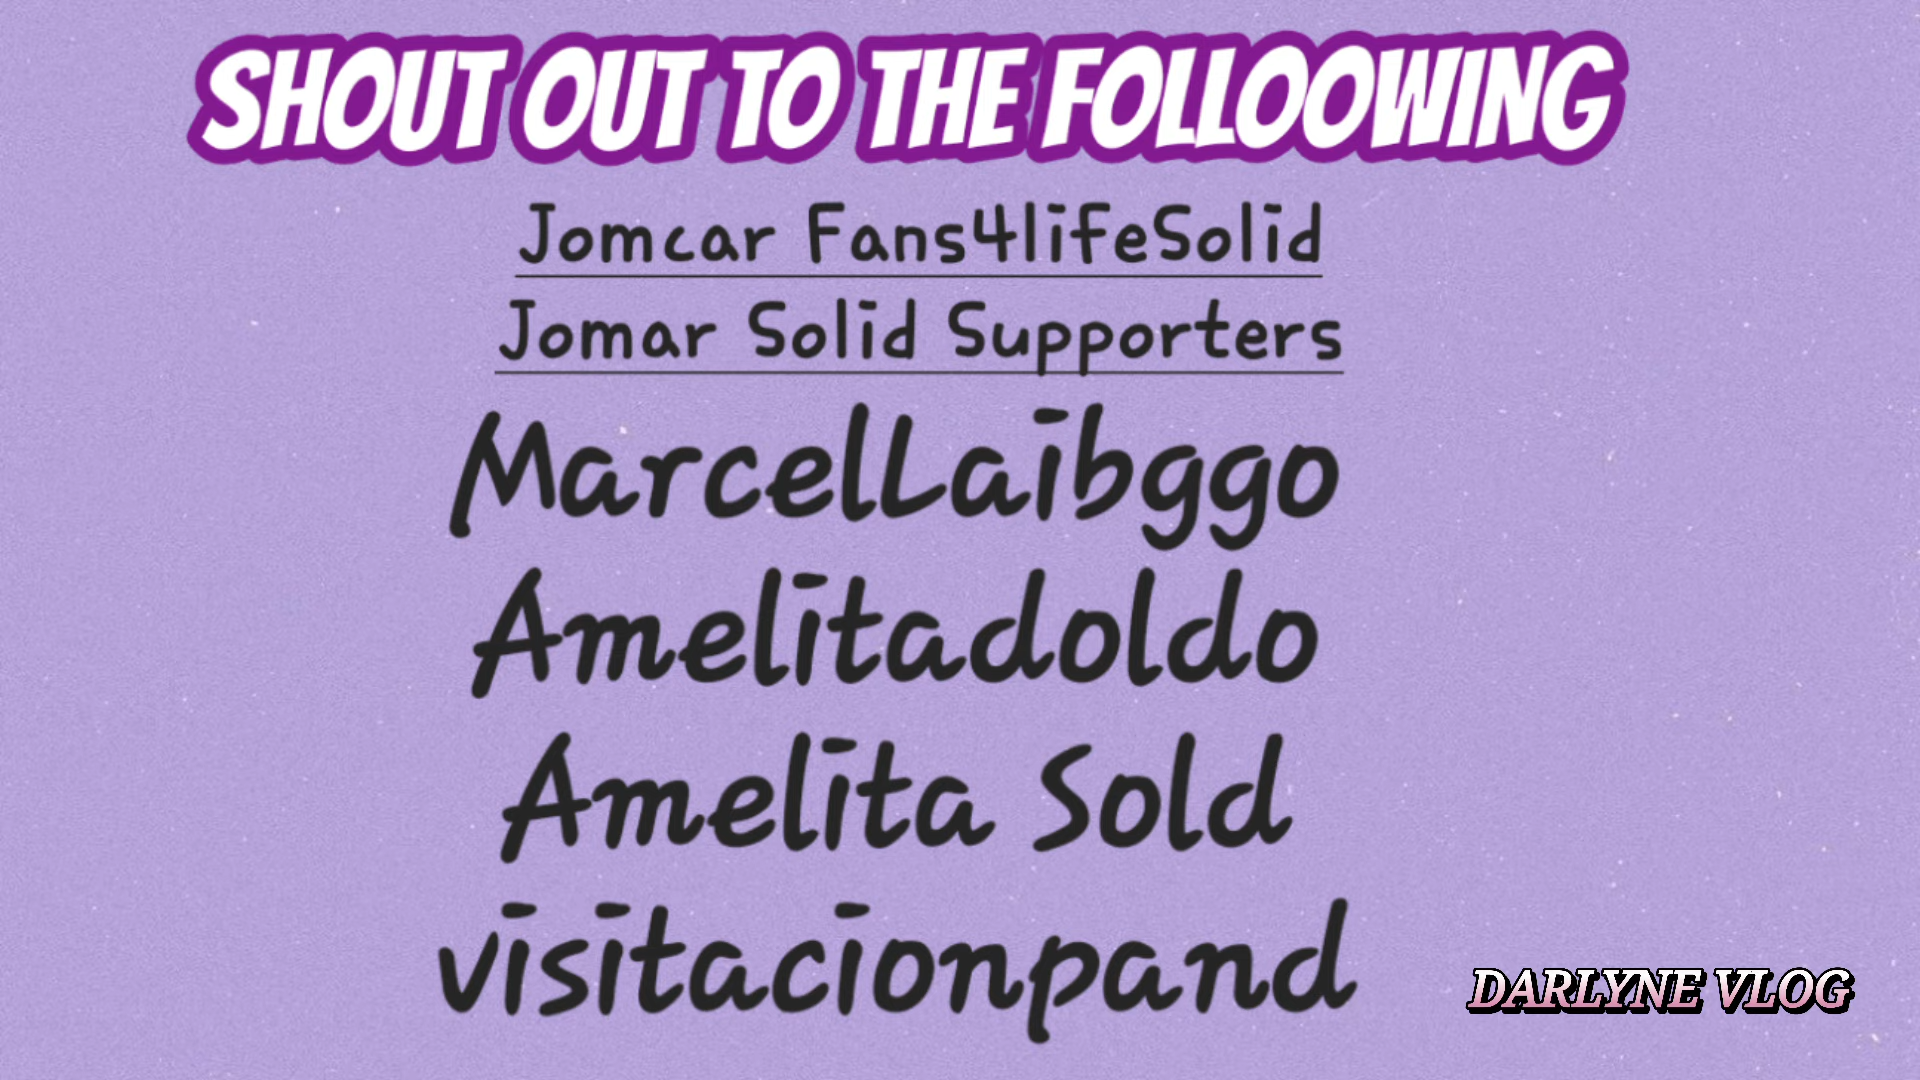 SHOUT OUT TO THE FOLLOOWING
Jomcar Fans4lifeSolid
Jomar Solid Supporters
MarcelLaibggo
Amelitadoldo
Amelita Sold
visitacionpand
DARLYNE VLOG